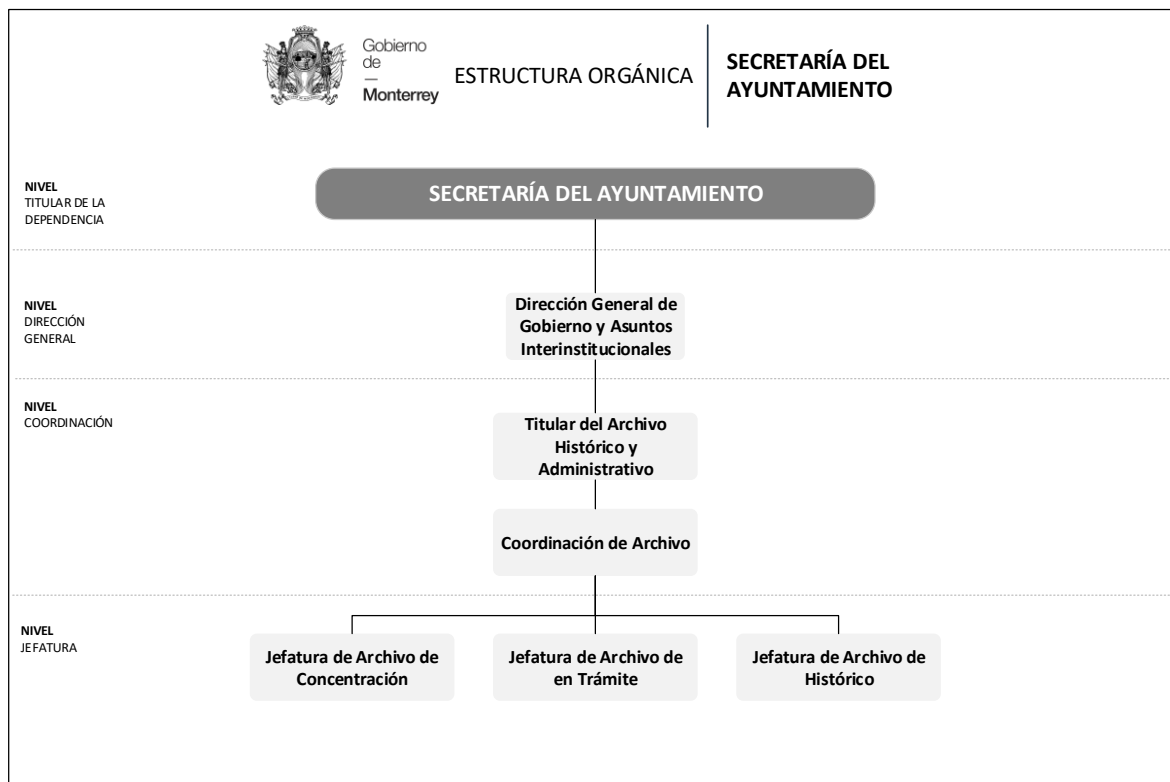 Gobierno
de
—
Monterrey
ESTRUCTURA ORGÁNICA
SECRETARÍA DEL
AYUNTAMIENTO
NIVEL
TITULAR DE LA
DEPENDENCIA
SECRETARÍA DEL AYUNTAMIENTO
NIVEL
DIRECCIÓN
GENERAL
Dirección General de
Gobierno y Asuntos
Interinstitucionales
NIVEL
COORDINACIÓN
Titular del Archivo
Histórico y
Administrativo
Coordinación de Archivo
NIVEL
JEFATURA
Jefatura de Archivo de
Concentración
Jefatura de Archivo de
en Trámite
Jefatura de Archivo de
Histórico